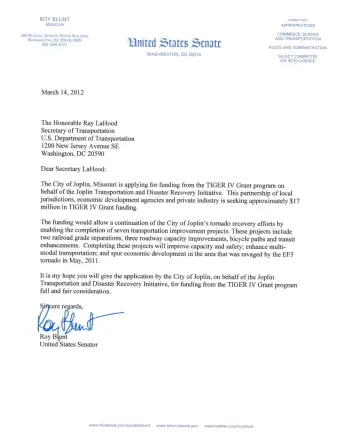 ROY BLUNT
MISSOURI
UNITED STATES SENATE
WASHINGTON, DC 20510
COMMITTEES:
APPROPRIATIONS
COMMERCE, SCIENCE
AND TRANSPORTATION
RULES AND ADMINISTRATION
SELECT COMMITTEE
ON INTELLIGENCE
March 14, 2012
The Honorable Ray LaHood
Secretary of Transportation
U.S. Department of Transportation
1200 New Jersey Avenue SE
Washington, DC 20590
Dear Secretary LaHood:
The City of Joplin, Missouri is applying for funding from the TIGER IV Grant program on
behalf of the Joplin Transportation and Disaster Recovery Initiative. This partnership of local
jurisdictions, economic development agencies and private industry is seeking approximately $17
million in TIGER IV Grant funding.
The funding would allow a continuation of the City of Joplin's tornado recovery efforts by
enabling the completion of seven transportation improvement projects. These projects include
two railroad grade separations, three roadway capacity improvements, bicycle paths and transit
enhancements. Completing these projects will improve capacity and safety; enhance multi-
modal transportation; and spur economic development in the area that was ravaged by the EF5
tornado in May, 2011.
It is my hope you will give the application by the City of Joplin, on behalf of the Joplin
Transportation and Disaster Recovery Initiative, for funding from the TIGER IV Grant program
full and fair consideration.
Sincere regards,
Roy Blunt
Roy Blunt
United States Senator